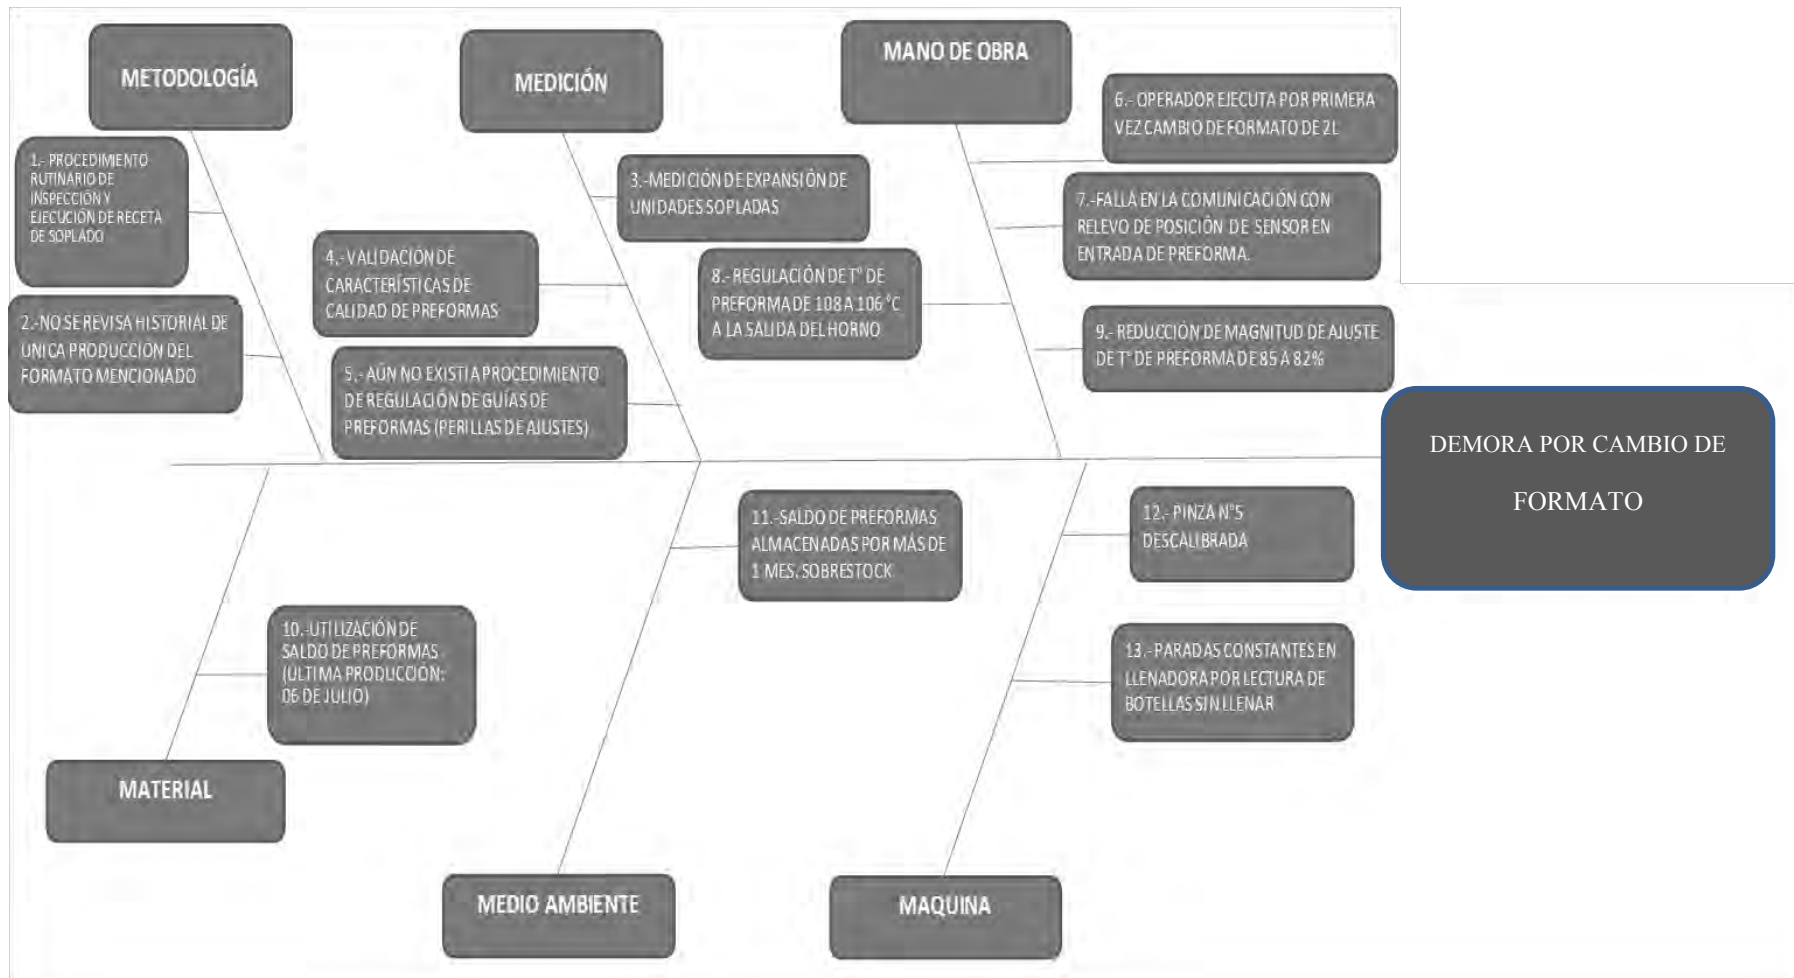 METODOLOGÍA
MEDICIÓN
MANO DE OBRA
1.- PROCEDIMENTO
RUTINARIO DE
INSPECCIÓN Y
EJECUCIÓN DE RECETA
DE SOPLADO
2.-NO SE REVISA HISTORIAL DE
UNICA PRODUCCIÓN DEL
FORMATO MENCIONADO
3.-MEDICIÓN DE EXPANSIÓN DE
UNIDADES SOPLADAS
4.-VALIDACIÓN DE
CARACTERÍSTICAS DE
CALIDAD DE PREFORMAS
5.-AÚN NO EXISTIA PROCEDIMIENTO
DE REGULACIÓN DE GUÍAS DE
PREFORMAS (PERILLAS DE AJUSTES)
6.-OPERADOR EJECUTA POR PRIMERA
VEZ CAMBIO DE FORMATO DE 2L
7.-FALLA EN LA COMUNICACIÓN CON
RELEVO DE POSICIÓN DE SENSOR EN
ENTRADA DE PREFORMA.
8.-REGULACIÓN DE T° DE
PREFORMA DE 108 A 106 °C
A LA SALIDA DEL HORNO
9.-REDUCCIÓN DE MAGNITUD DE AJUSTE
DE T° DE PREFORMA DE 85 A 82%
DEMORA POR CAMBIO DE
FORMATO
10.-UTILIZACIÓN DE
SALDO DE PREFORMAS
(ULTIMA PRODUCCIÓN:
06 DE JULIO)
11.-SALDO DE PREFORMAS
ALMACENADAS POR MÁS DE
1 MES. SOBRESTOCK
12.- PINZA N°5
DESCALIBRADA
13.-PARADAS CONSTANTES EN
LLENADORA POR LECTURA DE
BOTELLAS SIN LLENAR
MATERIAL
MEDIO AMBIENTE
MAQUINA